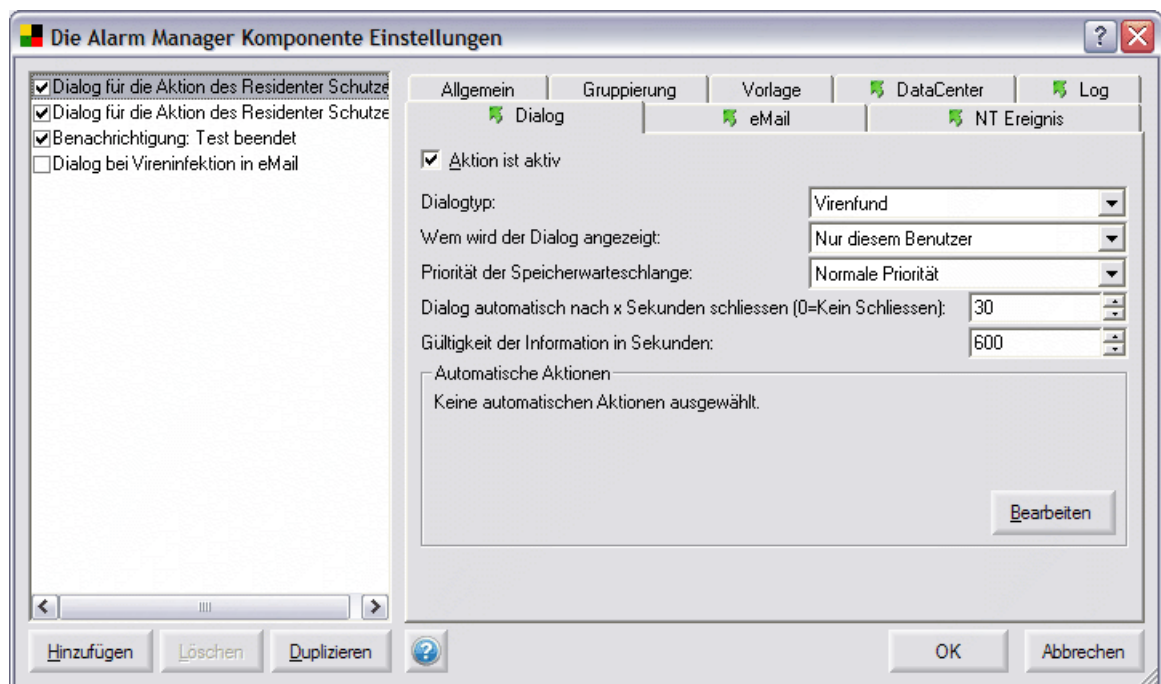 Die Alarm Manager Komponente Einstellungen
?
Dialog für die Aktion des Residenter Schutze
Dialog für die Aktion des Residenter Schutze
Benachrichtigung: Test beendet
Dialog bei Vireninfektion in eMail
Allgemein Gruppierung Vorlage DataCenter Log
Dialog eMail NT Ereignis
Aktion ist aktiv
Dialogtyp: Virenfund
Wem wird der Dialog angezeigt: Nur diesem Benutzer
Priorität der Speicherwarteschlange: Normale Priorität
Dialog automatisch nach x Sekunden schliessen (0=Kein Schliessen): 30
Gültigkeit der Information in Sekunden: 600
Automatische Aktionen
Keine automatischen Aktionen ausgewählt.
Bearbeiten
Hinzufügen Löschen Duplizieren ? OK Abbrechen